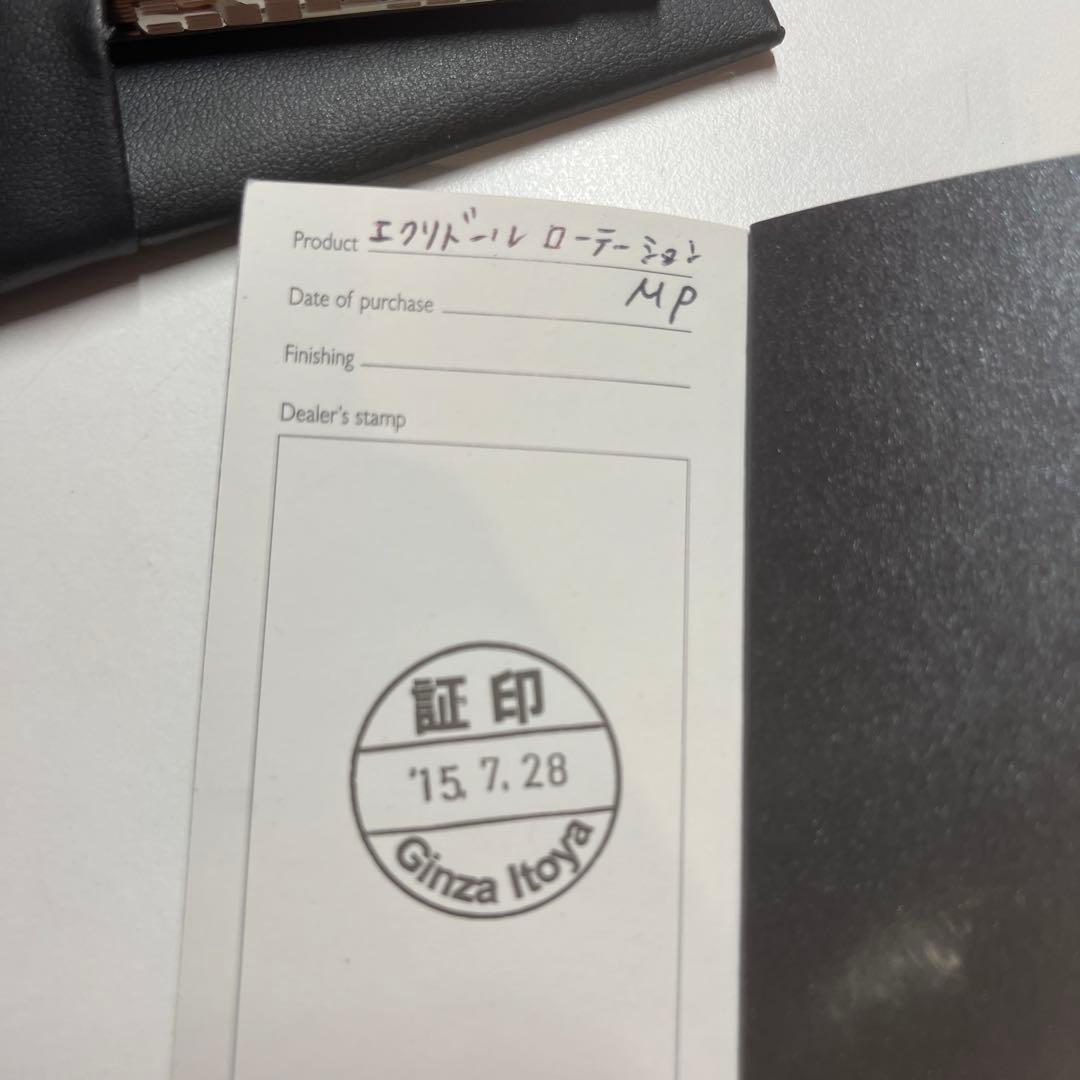 Product エクリドール ローテーション
MP
Date of purchase
Finishing
Dealer's stamp
証印
'15.7.28
Ginza Itoya